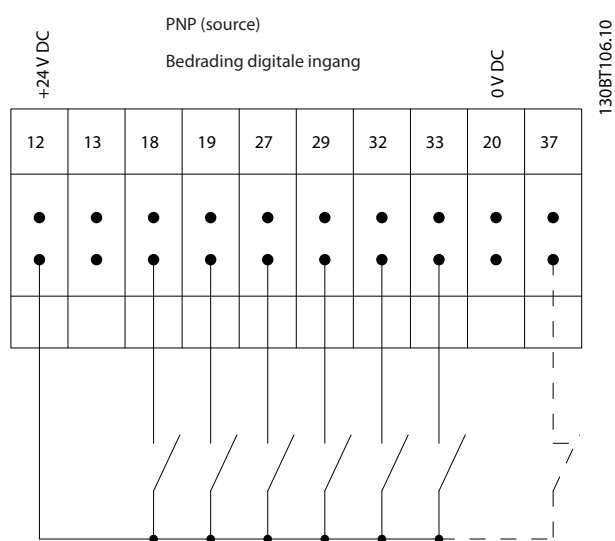 PNP (source)
Bedrading digitale ingang
+24 V DC
0 V DC
130BT106.10
12 13 18 19 27 29 32 33 20 37